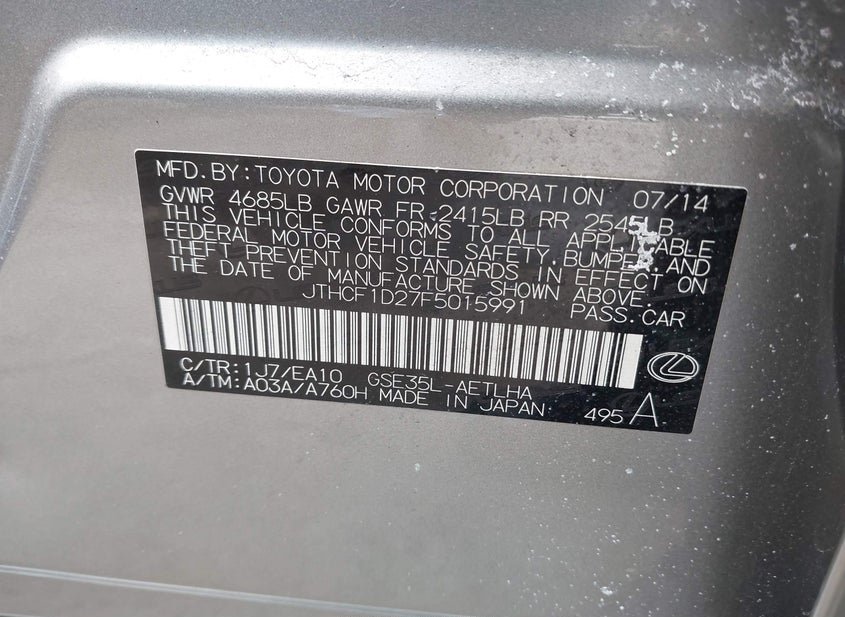 MFD.BY:TOYOTA MOTOR CORPORATION 07/14
GVWR 4685LB GAWR FR 2415LB RR 2545LB
THIS VEHICLE CONFORMS TO ALL APPLICABLE
FEDERAL MOTOR VEHICLE SAFETY,BUMPER,AND
THEFT PREVENTION STANDARDS IN EFFECT ON
THE DATE OF MANUFACTURE SHOWN ABOVE.
JTHCF1D27F5015991 PASS.CAR
C/TR:1J7/EA10 GSE35L-AETLHA
A/TM:A03A/A760H MADE IN JAPAN 495 A